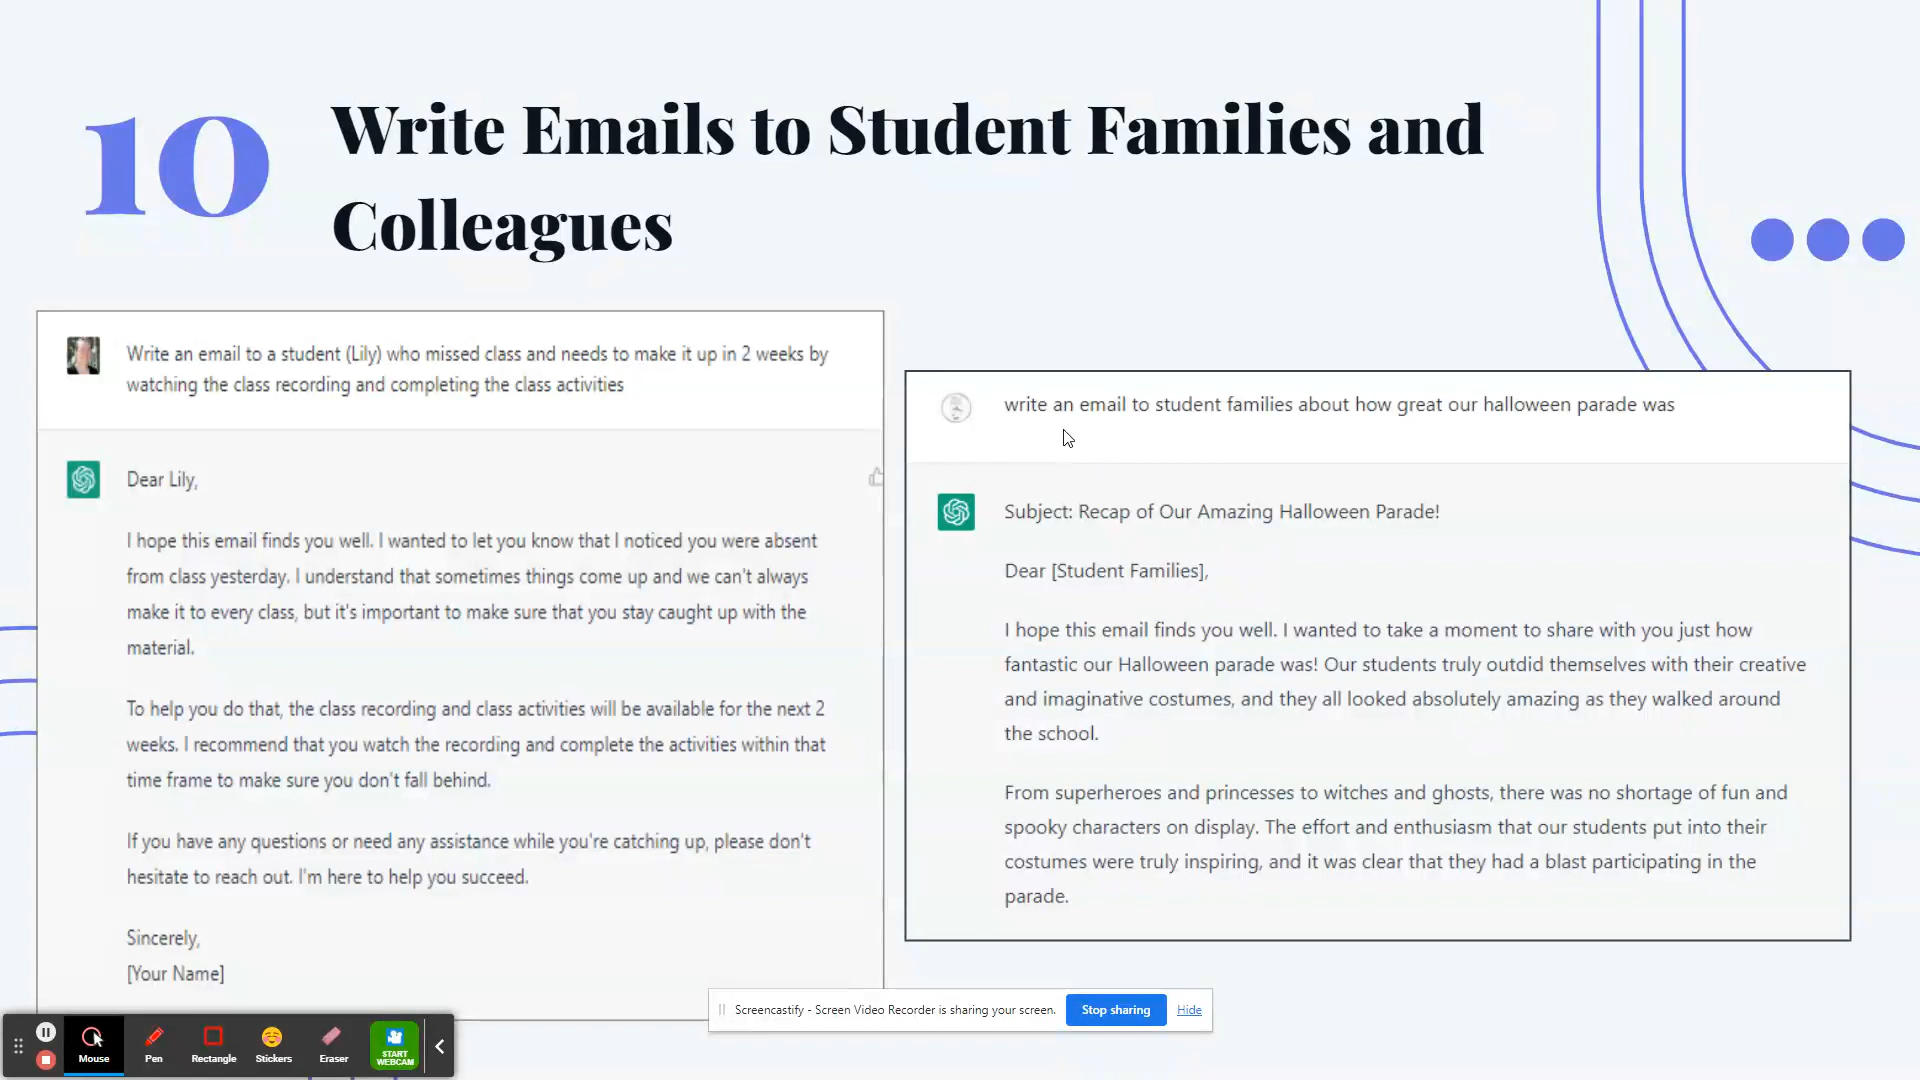 10
Write Emails to Student Families and
Colleagues
Write an email to a student (Lily) who missed class and needs to make it up in 2 weeks by
watching the class recording and completing the class activities
Dear Lily,
I hope this email finds you well. I wanted to let you know that I noticed you were absent
from class yesterday. I understand that sometimes things come up and we can't always
make it to every class, but it's important to make sure that you stay caught up with the
material.
To help you do that, the class recording and class activities will be available for the next 2
weeks. I recommend that you watch the recording and complete the activities within that
time frame to make sure you don't fall behind.
If you have any questions or need any assistance while you're catching up, please don't
hesitate to reach out. I'm here to help you succeed.
Sincerely,
[Your Name]
write an email to student families about how great our halloween parade was
Subject: Recap of Our Amazing Halloween Parade!
Dear [Student Families],
I hope this email finds you well. I wanted to take a moment to share with you just how
fantastic our Halloween parade was! Our students truly outdid themselves with their creative
and imaginative costumes, and they all looked absolutely amazing as they walked around
the school.
From superheroes and princesses to witches and ghosts, there was no shortage of fun and
spooky characters on display. The effort and enthusiasm that our students put into their
costumes were truly inspiring, and it was clear that they had a blast participating in the
parade.
Screencastify - Screen Video Recorder is sharing your screen.
Stop sharing
Hide
Mouse
Pen
Rectangle
Stickers
Eraser
START
WEBCAM